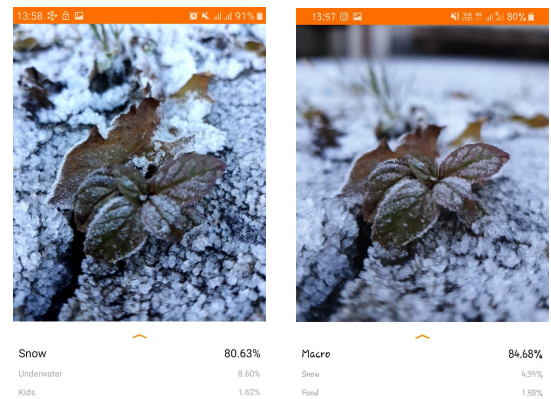 13:58 91%
Snow 80.63%
Underwater 8.60%
Kids 1.62%
13:57 80%
Macro 84.68%
Snow 4.39%
Food 1.58%